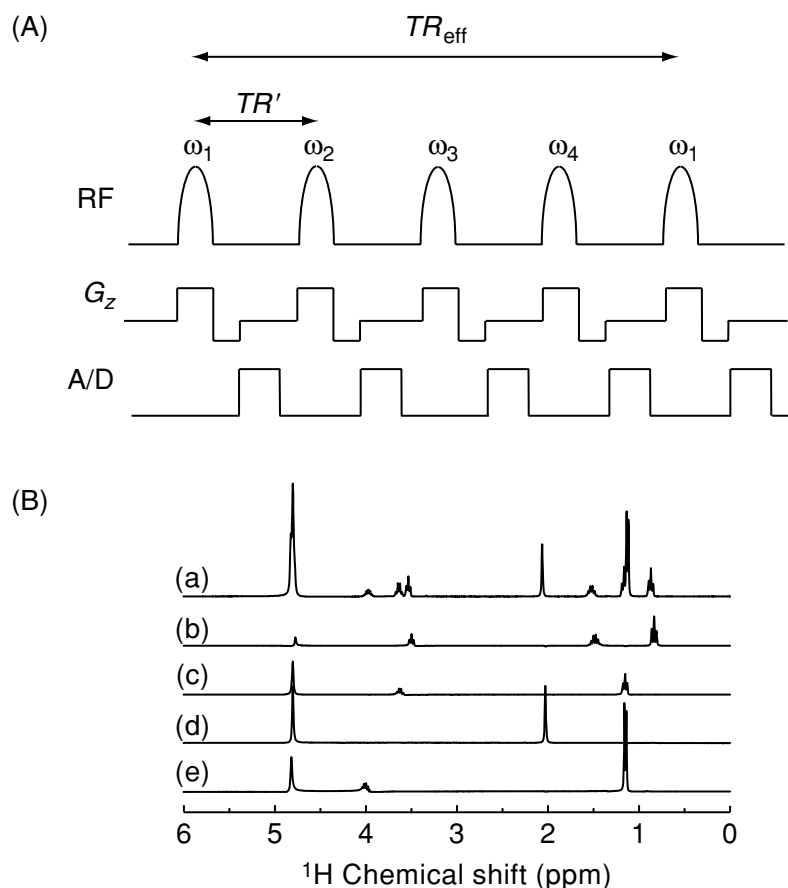 (A)
TReff
TR′
ω1 ω2 ω3 ω4 ω1
RF
Gz
A/D
(B)
(a)
(b)
(c)
(d)
(e)
6 5 4 3 2 1 0
1H Chemical shift (ppm)